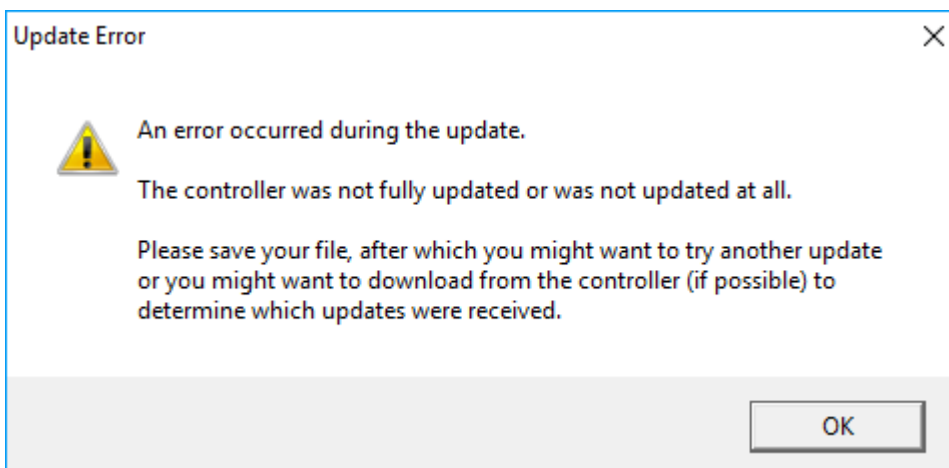 Update Error
An error occurred during the update.
The controller was not fully updated or was not updated at all.
Please save your file, after which you might want to try another update
or you might want to download from the controller (if possible) to
determine which updates were received.
OK